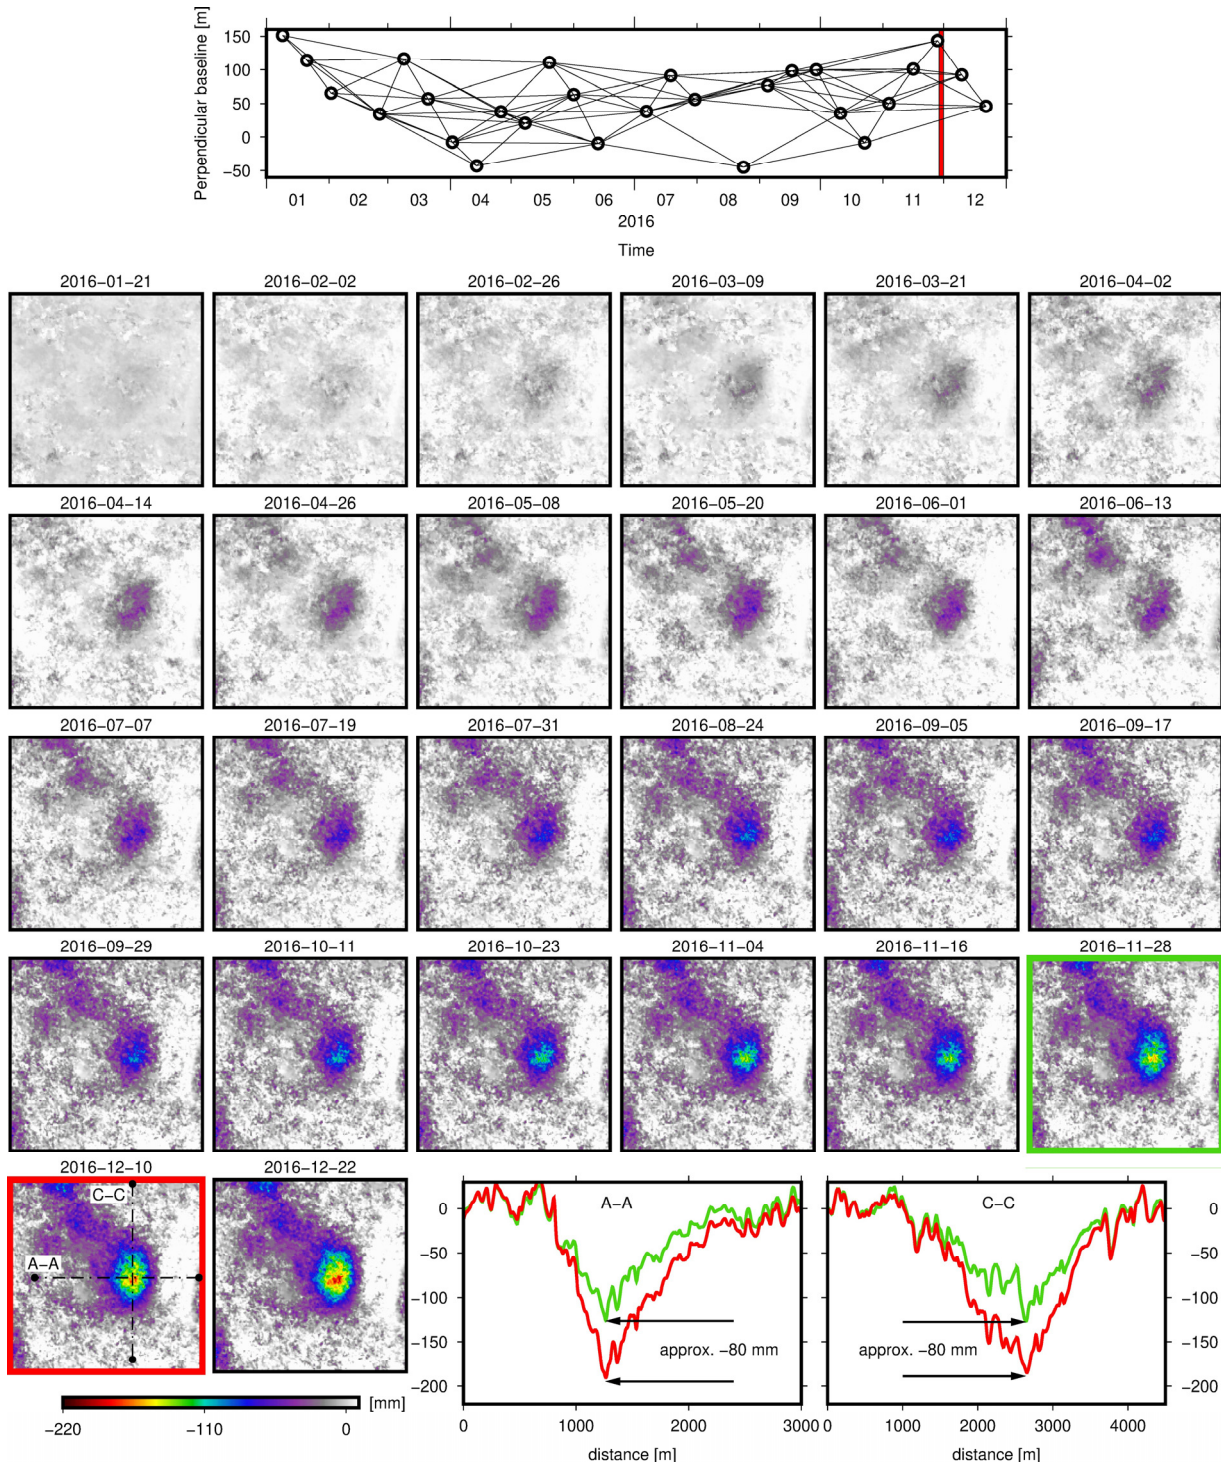 Perpendicular baseline [m]
150
100
50
0
−50
01 02 03 04 05 06 07 08 09 10 11 12
2016
Time
2016−01−21 2016−02−02 2016−02−26 2016−03−09 2016−03−21 2016−04−02
2016−04−14 2016−04−26 2016−05−08 2016−05−20 2016−06−01 2016−06−13
2016−07−07 2016−07−19 2016−07−31 2016−08−24 2016−09−05 2016−09−17
2016−09−29 2016−10−11 2016−10−23 2016−11−04 2016−11−16 2016−11−28
2016−12−10 2016−12−22
C−C
A−A
[mm]
−220 −110 0
A−A
0
−50
−100
−150
−200
approx. −80 mm
0 1000 2000 3000
distance [m]
C−C
0
−50
−100
−150
−200
approx. −80 mm
0 1000 2000 3000 4000
distance [m]